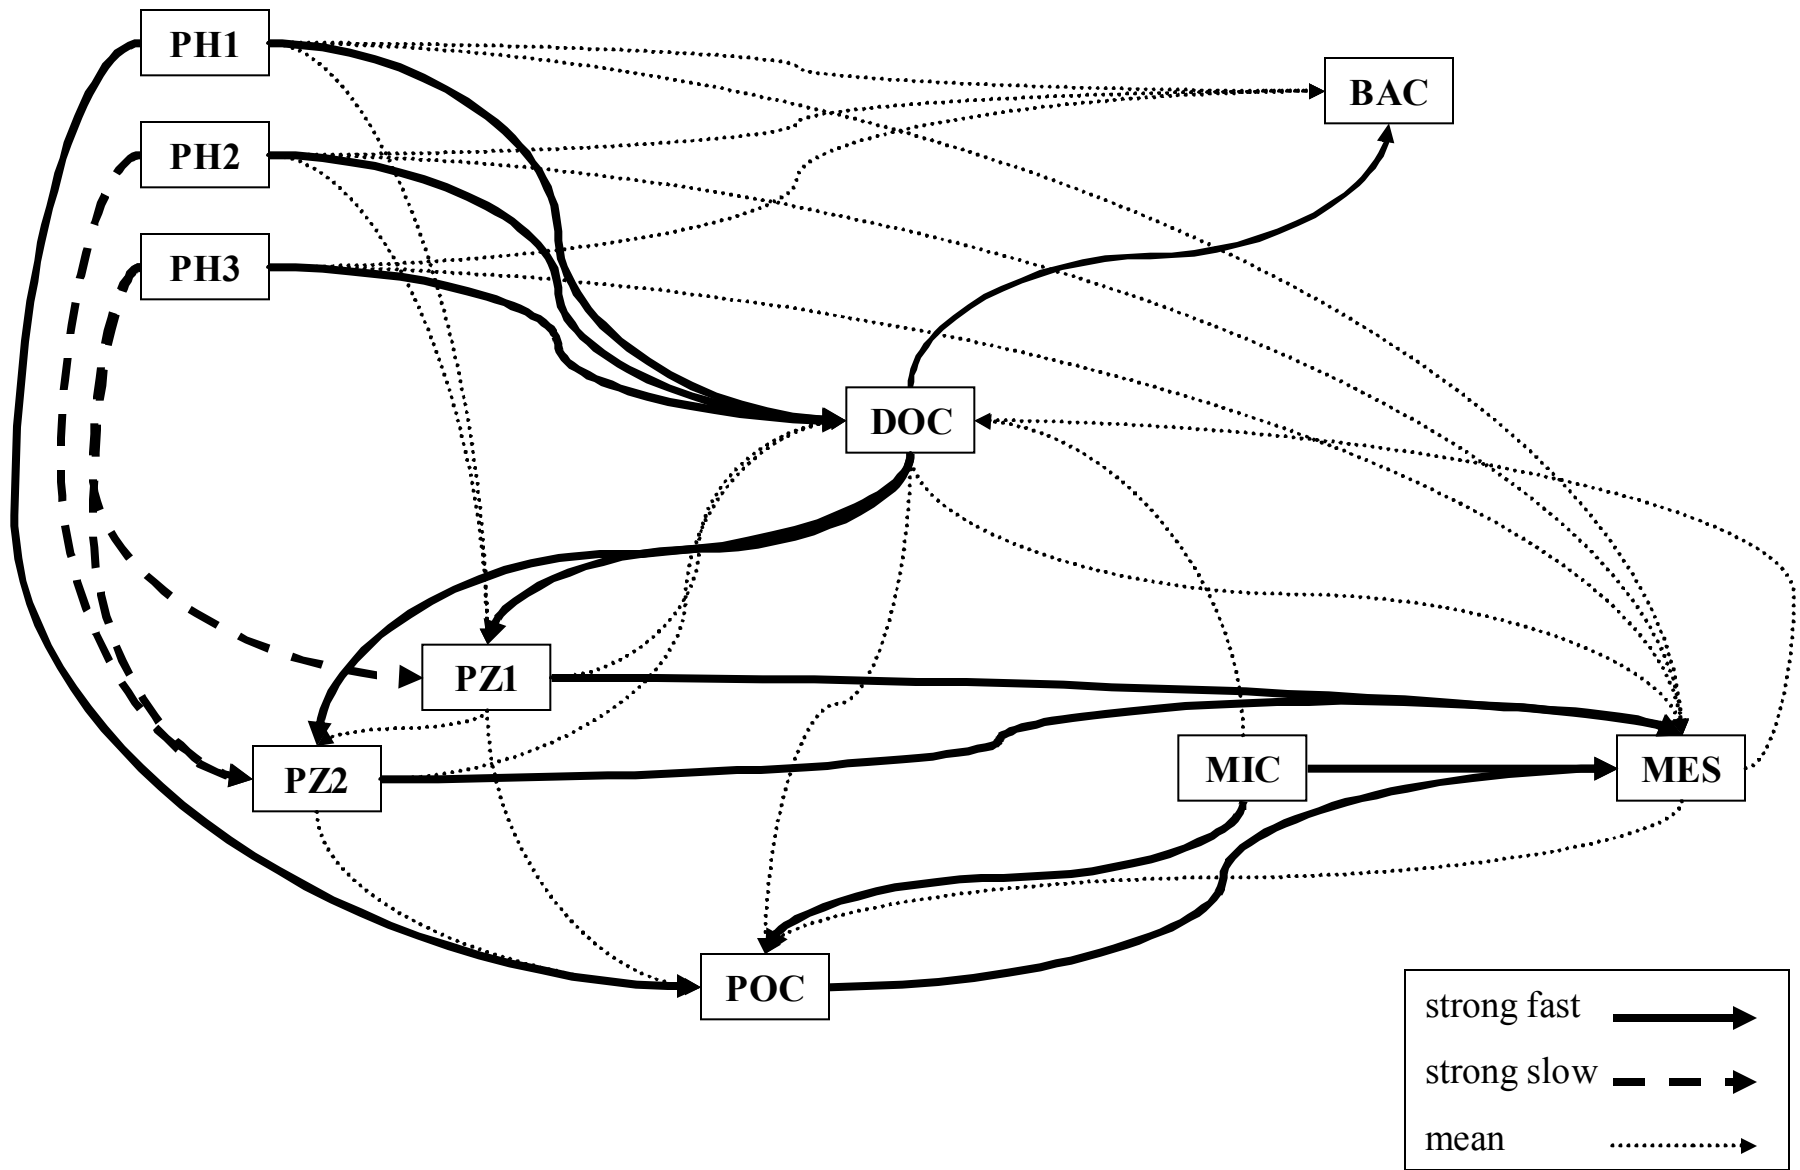 PH1
BAC
PH2
PH3
DOC
PZ1
PZ2
MIC
MES
POC
strong fast
strong slow
mean